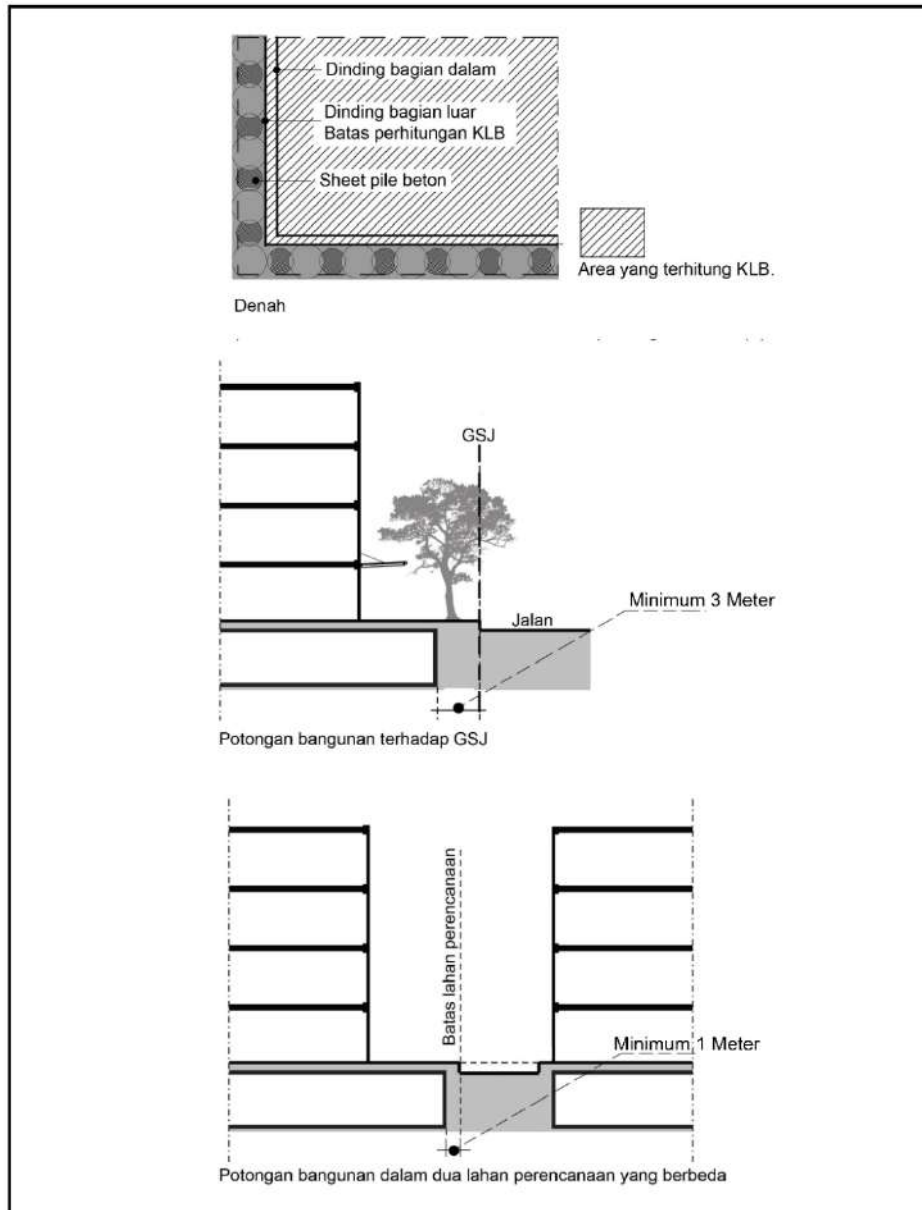 Dinding bagian dalam
Dinding bagian luar
Batas perhitungan KLB
Sheet pile beton
Area yang terhitung KLB.
Denah
GSJ
Minimum 3 Meter
Jalan
Potongan bangunan terhadap GSJ
Batas lahan perencanaan
Minimum 1 Meter
Potongan bangunan dalam dua lahan perencanaan yang berbeda